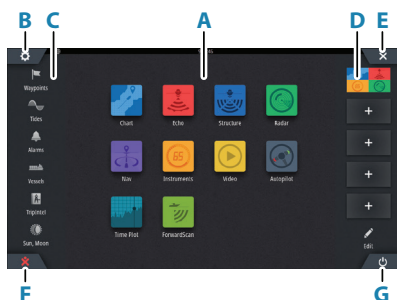 B C A D E
Waypoints
Tides
Alarms
Vessels
TripIntel
Sun, Moon
Chart Echo Structure Radar
65
Nav Instruments Video Autopilot
Time Plot ForwardScan
+
+
+
+
Edit
F G